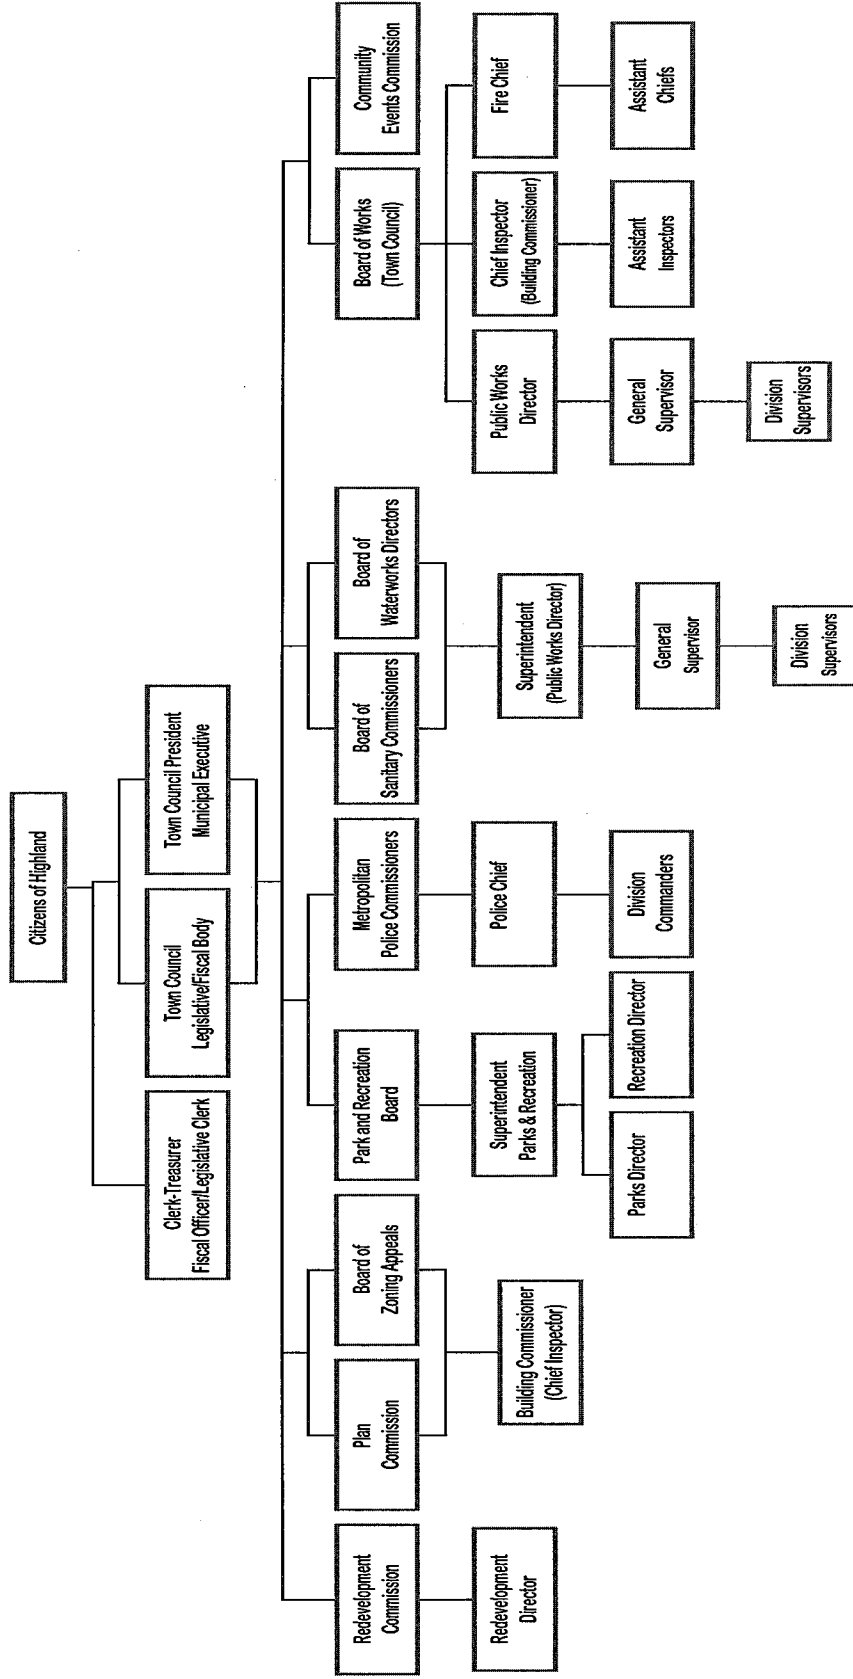 Citizens of Highland
Clerk-Treasurer
Fiscal Officer/Legislative Clerk
Town Council
Legislative/Fiscal Body
Town Council President
Municipal Executive
Redevelopment
Commission
Plan
Commission
Board of
Zoning Appeals
Park and Recreation
Board
Metropolitan
Police Commissioners
Board of
Sanitary Commissioners
Board of
Waterworks Directors
Board of Works
(Town Council)
Community
Events Commission
Redevelopment
Director
Building Commissioner
(Chief Inspector)
Superintendent
Parks & Recreation
Police Chief
Superintendent
(Public Works Director)
Public Works
Director
Chief Inspector
(Building Commissioner)
Fire Chief
Parks Director
Recreation Director
Division
Commanders
General
Supervisor
General
Supervisor
Assistant
Inspectors
Assistant
Chiefs
Division
Supervisors
Division
Supervisors